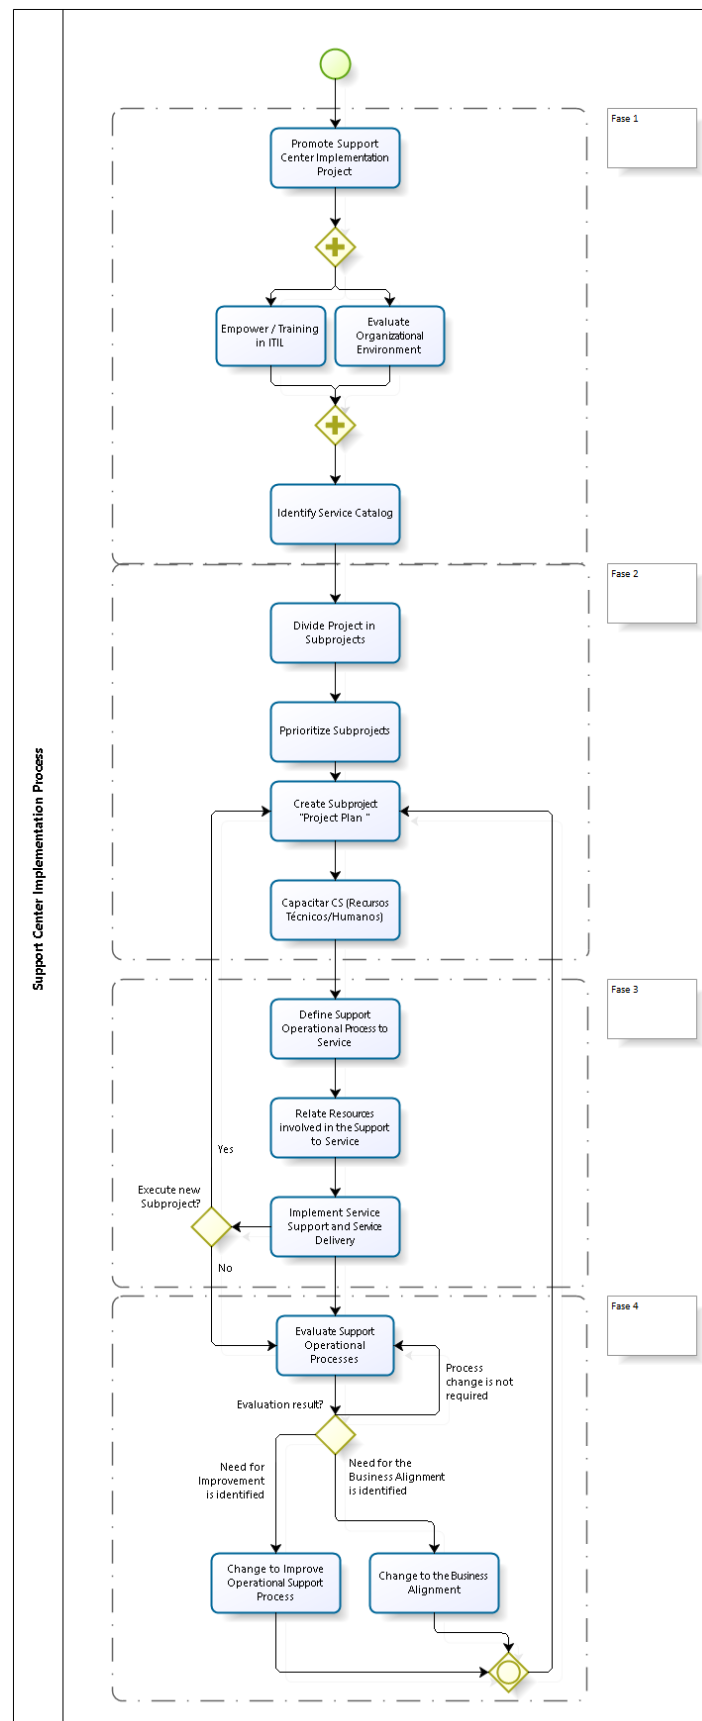 Support Center Implementation Process
Fase 1
Promote Support
Center Implementation
Project
Empower / Training
in ITIL
Evaluate
Organizational
Environment
Identify Service Catalog
Fase 2
Divide Project in
Subprojects
Pprioritize Subprojects
Create Subproject
"Project Plan "
Capacitar CS (Recursos
Técnicos/Humanos)
Fase 3
Define Support
Operational Process to
Service
Relate Resources
involved in the Support
to Service
Yes
Execute new
Subproject?
Implement Service
Support and Service
Delivery
No
Fase 4
Evaluate Support
Operational
Processes
Process
change is not
required
Evaluation result?
Need for
Improvement
is identified
Need for the
Business Alignment
is identified
Change to Improve
Operational Support
Process
Change to the Business
Alignment